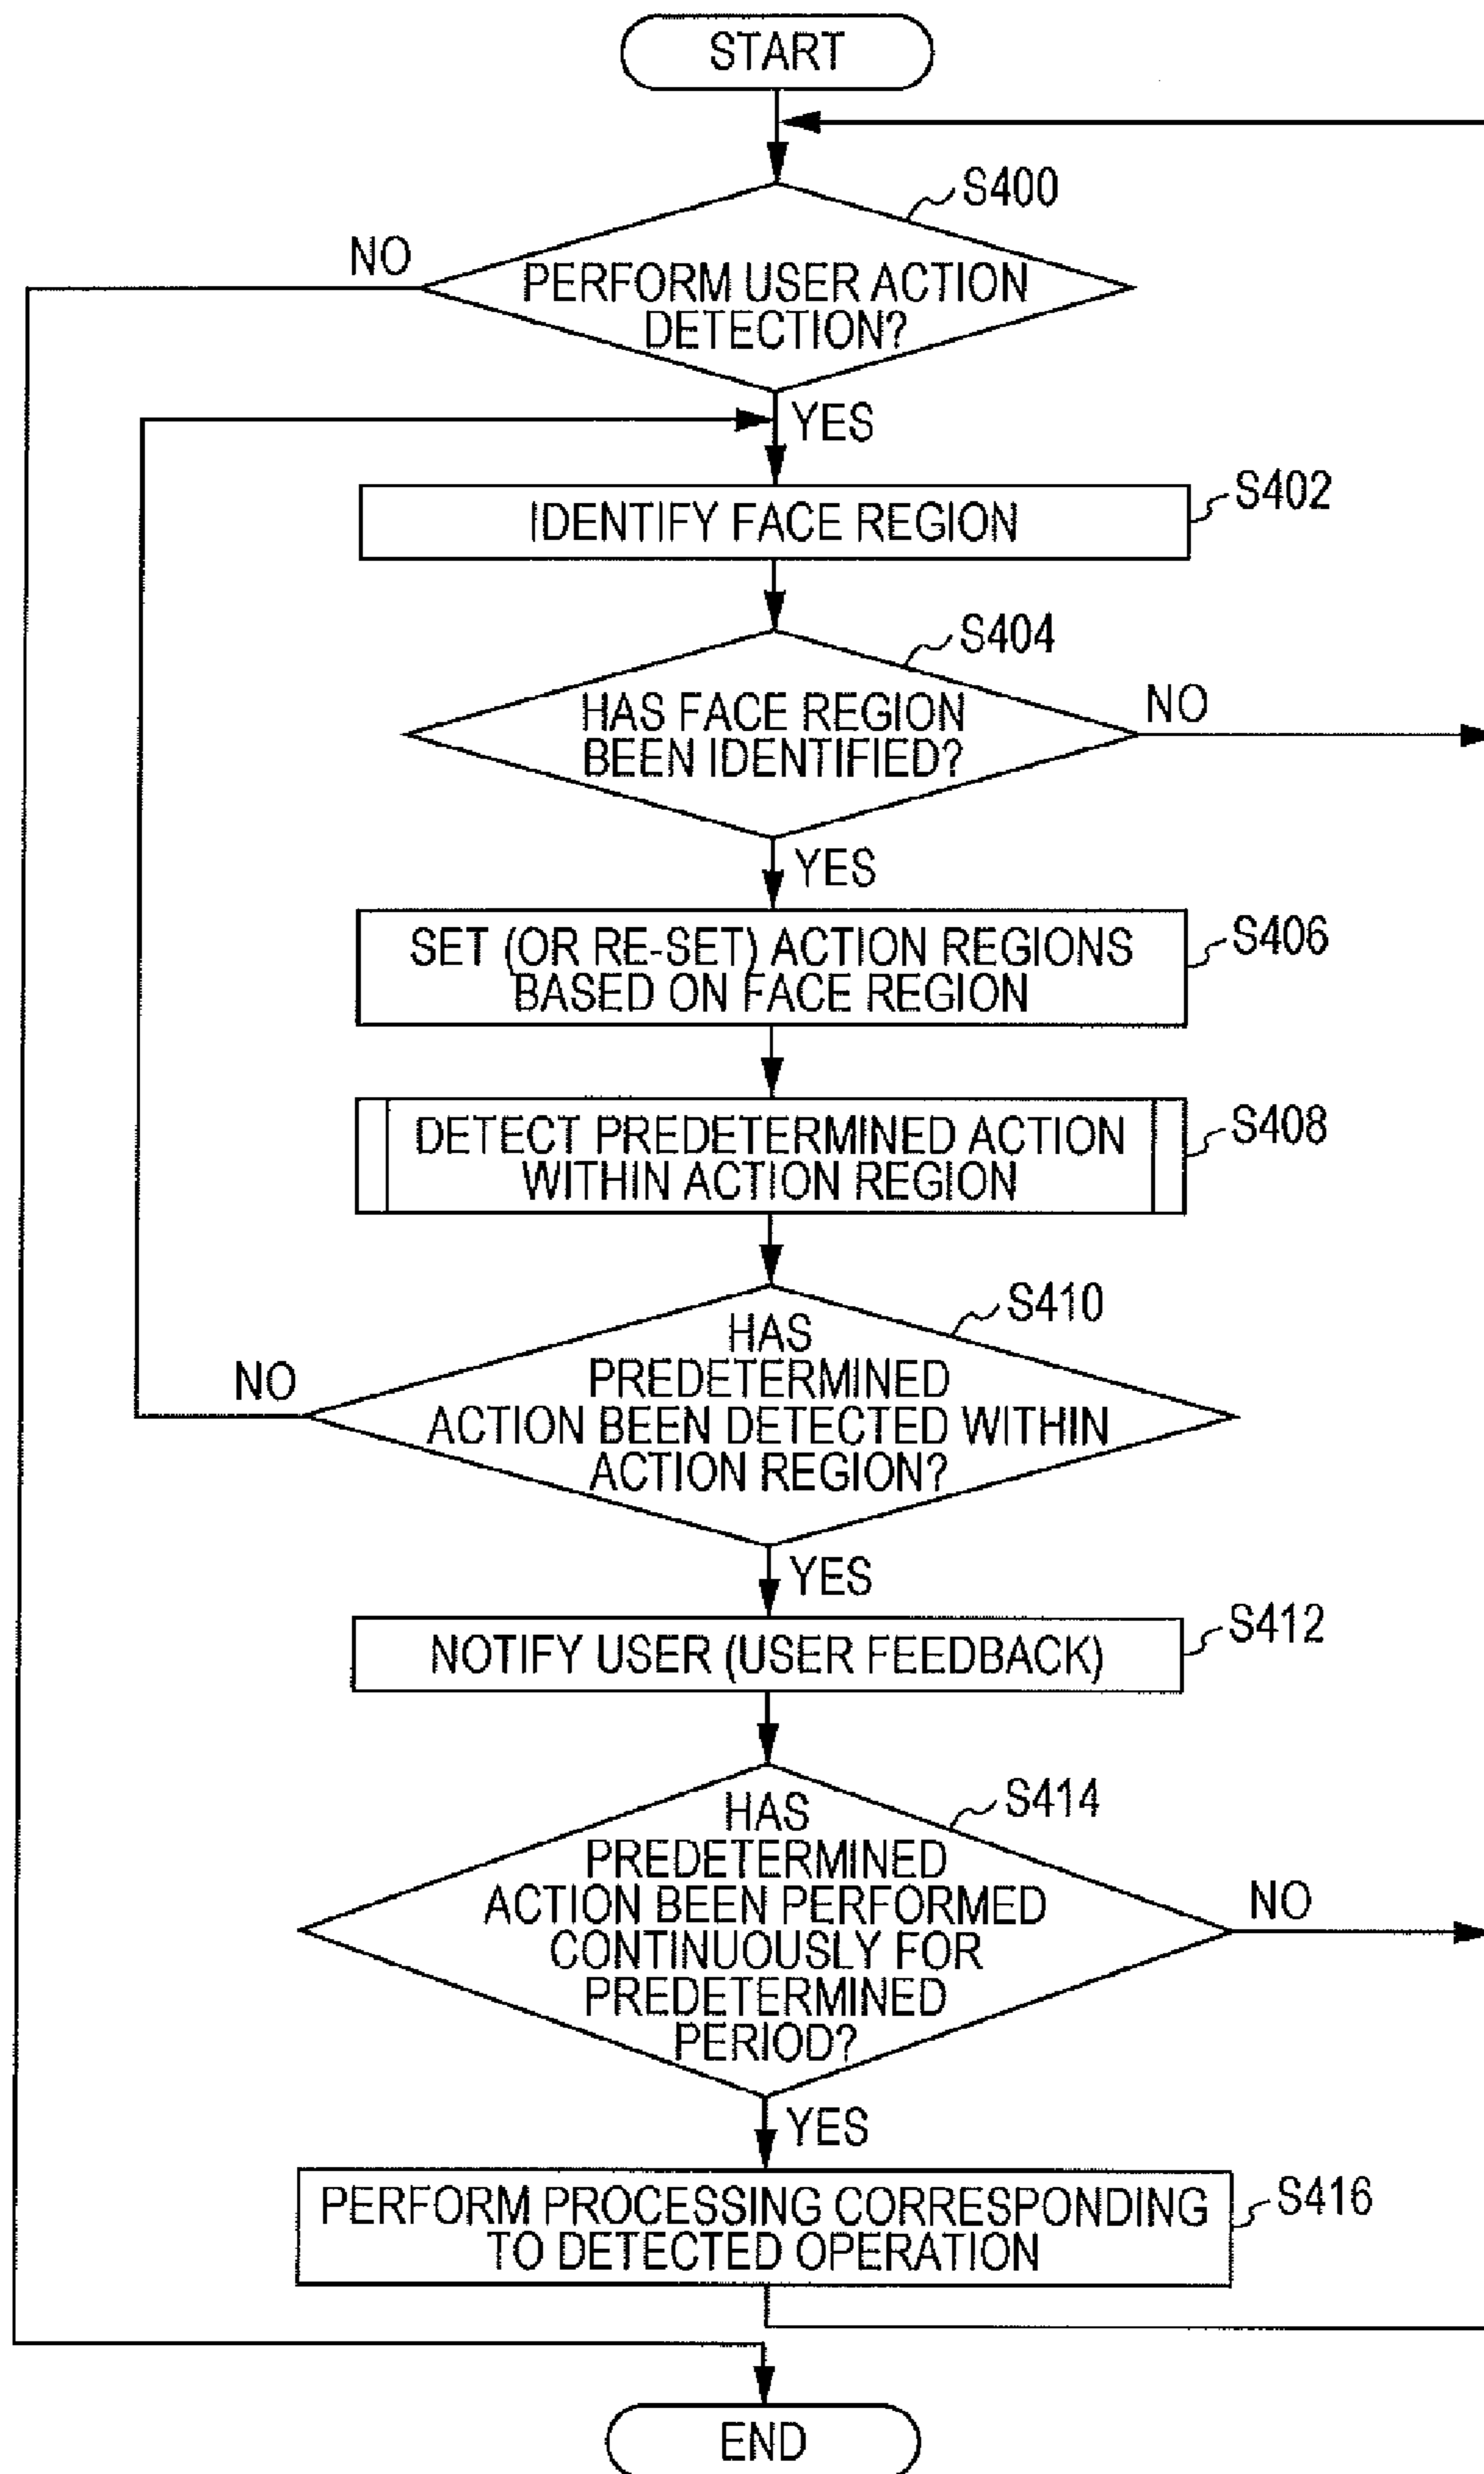 START
S400
NO
PERFORM USER ACTION
DETECTION?
YES
S402
IDENTIFY FACE REGION
S404
HAS FACE REGION
BEEN IDENTIFIED?
NO
YES
SET (OR RE-SET) ACTION REGIONS
BASED ON FACE REGION
S406
DETECT PREDETERMINED ACTION
WITHIN ACTION REGION
S408
S410
HAS
PREDETERMINED
ACTION BEEN DETECTED WITHIN
ACTION REGION?
NO
YES
S412
NOTIFY USER (USER FEEDBACK)
S414
HAS
PREDETERMINED
ACTION BEEN PERFORMED
CONTINUOUSLY FOR
PREDETERMINED
PERIOD?
NO
YES
PERFORM PROCESSING CORRESPONDING
TO DETECTED OPERATION
S416
END